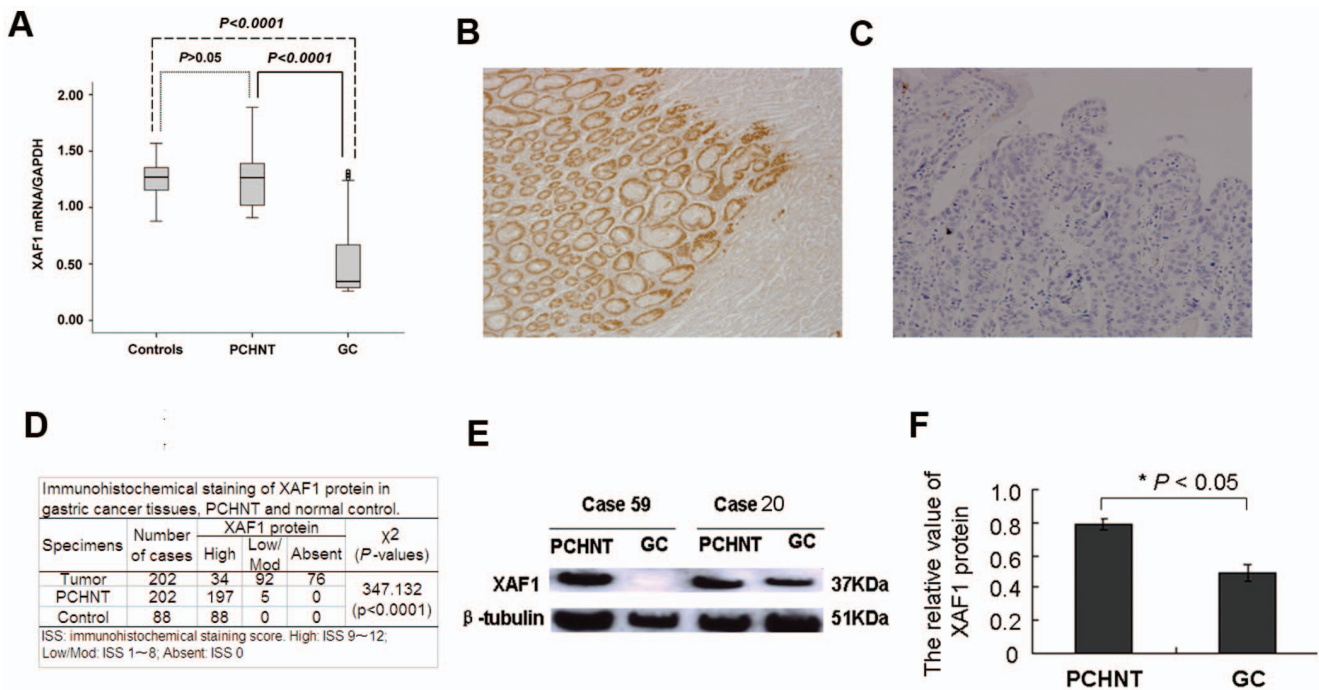 A
P<0.0001
P>0.05
P<0.0001
2.00
1.50
1.00
0.50
0.00
XAF1 mRNA/GAPDH
Controls
PCHNT
GC
B
C
D
Immunohistochemical staining of XAF1 protein in
gastric cancer tissues, PCHNT and normal control.
Specimens
Number
of cases
XAF1 protein
High
Low/
Mod
Absent
χ2
(P-values)
Tumor 202 34 92 76
PCHNT 202 197 5 0
Control 88 88 0 0
347.132
(p<0.0001)
ISS: immunohistochemical staining score. High: ISS 9~12;
Low/Mod: ISS 1~8; Absent: ISS 0
E
Case 59
Case 20
PCHNT GC PCHNT GC
XAF1 37KDa
β-tubulin 51KDa
F
The relative value of
XAF1 protein
* P < 0.05
1
0.8
0.6
0.4
0.2
0
PCHNT
GC